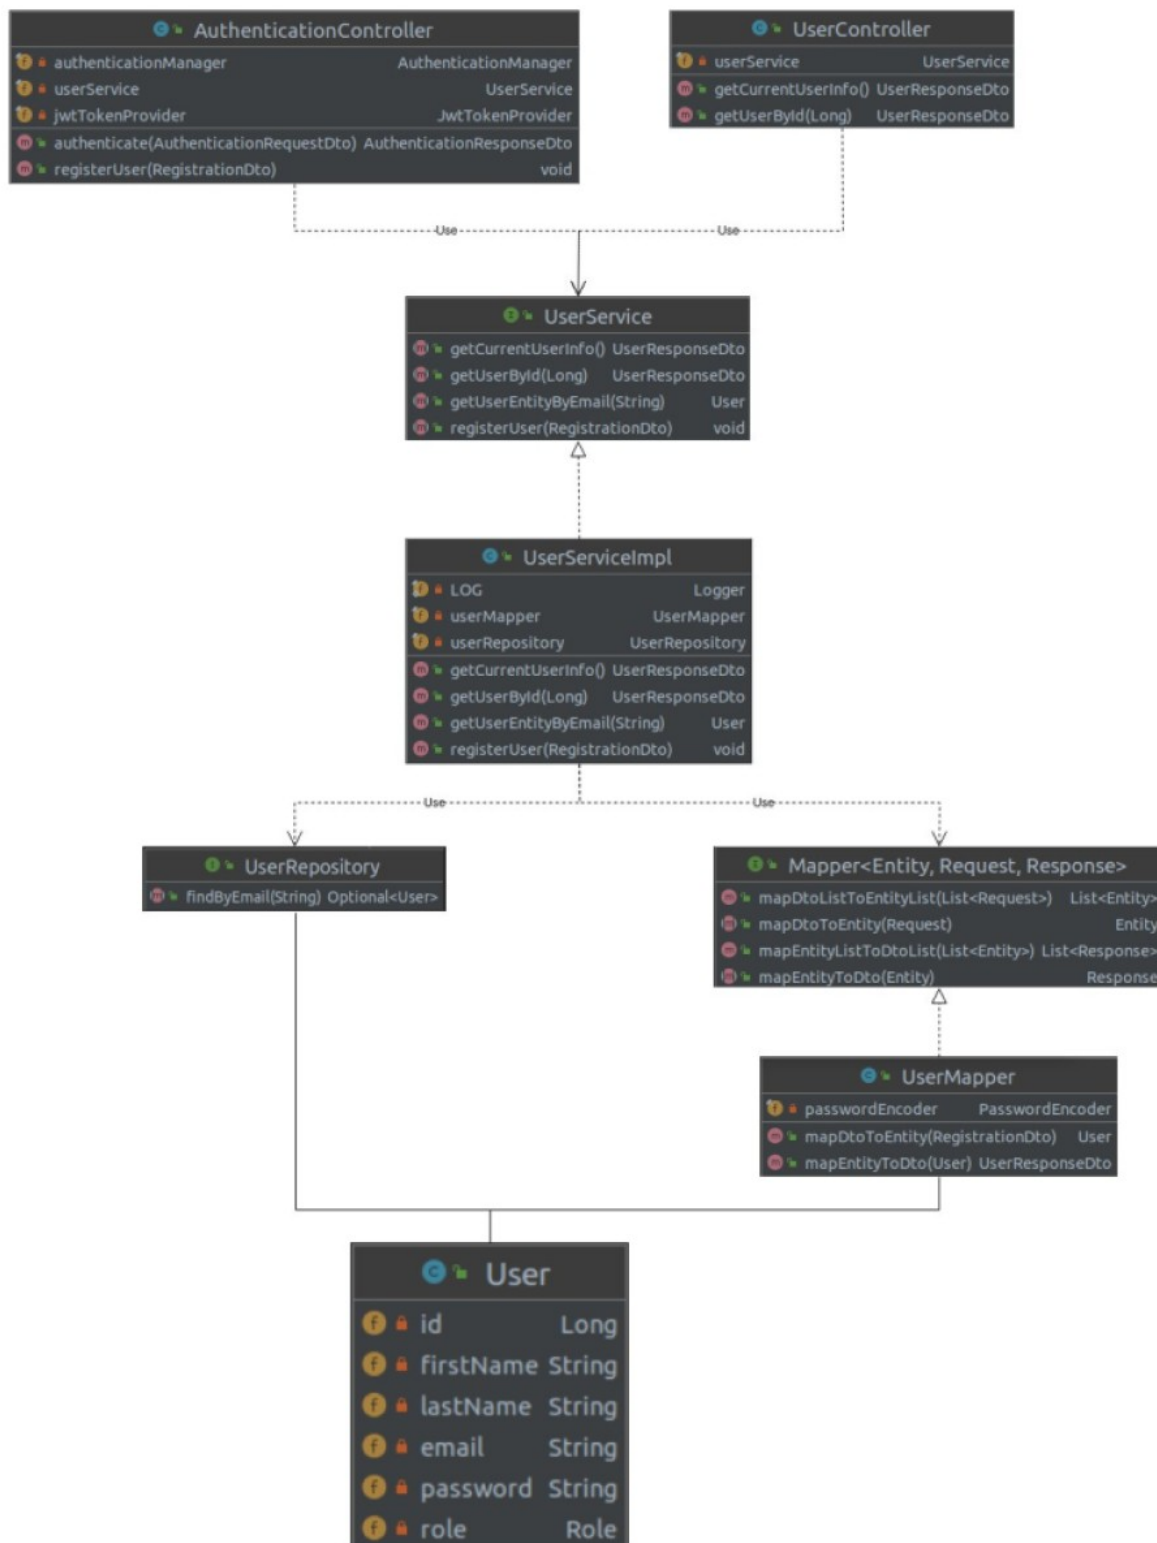 AuthenticationController
authenticationManager AuthenticationManager
userService UserService
jwtTokenProvider JwtTokenProvider
authenticate(AuthenticationRequestDto) AuthenticationResponseDto
registerUser(RegistrationDto) void
UserController
userService UserService
getCurrentUserInfo() UserResponseDto
getUserById(Long) UserResponseDto
Use
Use
UserService
getCurrentUserInfo() UserResponseDto
getUserById(Long) UserResponseDto
getUserEntityByEmail(String) User
registerUser(RegistrationDto) void
UserServiceImpl
LOG Logger
userMapper UserMapper
userRepository UserRepository
getCurrentUserInfo() UserResponseDto
getUserById(Long) UserResponseDto
getUserEntityByEmail(String) User
registerUser(RegistrationDto) void
Use
Use
UserRepository
findByEmail(String) Optional<User>
Mapper<Entity, Request, Response>
mapDtoListToEntityList(List<Request>) List<Entity>
mapDtoToEntity(Request) Entity
mapEntityListToDtoList(List<Entity>) List<Response>
mapEntityToDto(Entity) Response
UserMapper
passwordEncoder PasswordEncoder
mapDtoToEntity(RegistrationDto) User
mapEntityToDto(User) UserResponseDto
User
id Long
firstName String
lastName String
email String
password String
role Role